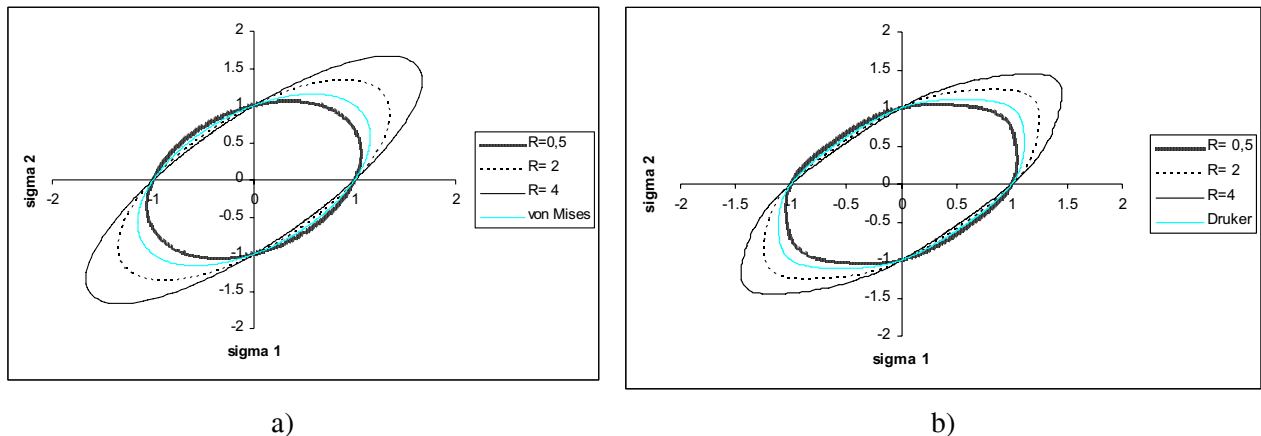 2
1.5
1
0.5
0
-0.5
-1
-1.5
-2
-2 -1 0 1 2
sigma 2
sigma 1
R=0,5
R= 2
R= 4
von Mises
a)
2
1.5
1
0.5
0
-0.5
-1
-1.5
-2
-2 -1.5 -1 -0.5 0 0.5 1 1.5 2
sigma 2
sigma 1
R= 0,5
R= 2
R=4
Druker
b)